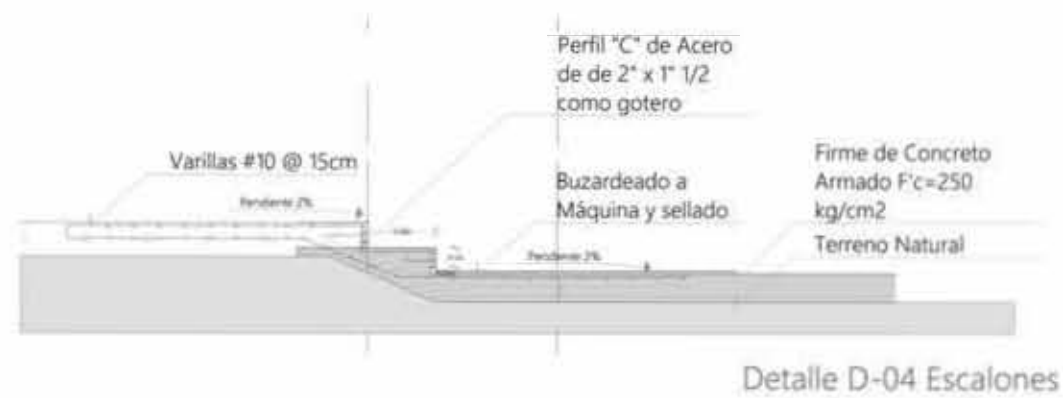 Perfil "C" de Acero
de de 2" x 1" 1/2
como gotero
Varillas #10 @ 15cm
Pendiente 2%
Buzardeado a
Máquina y sellado
Pendiente 2%
Firme de Concreto
Armado F'c=250
kg/cm2
Terreno Natural
Detalle D-04 Escalones